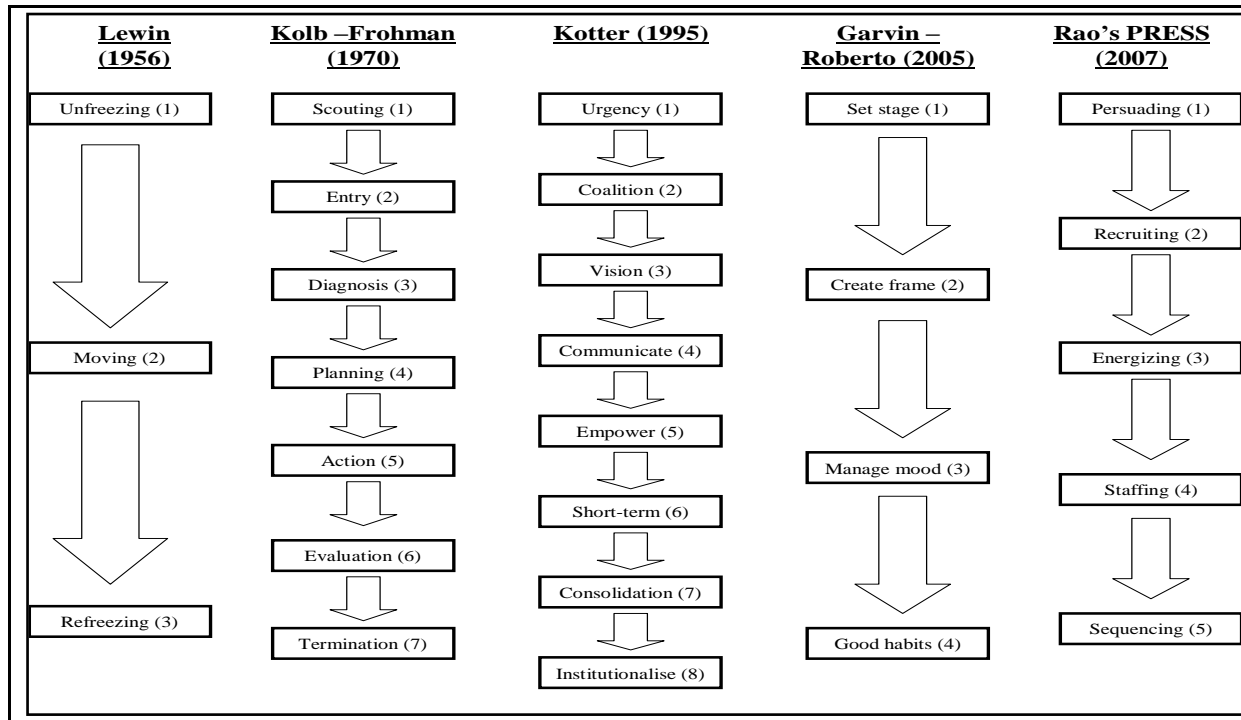 Lewin
(1956)
Unfreezing (1)
Moving (2)
Refreezing (3)
Kolb –Frohman
(1970)
Scouting (1)
Entry (2)
Diagnosis (3)
Planning (4)
Action (5)
Evaluation (6)
Termination (7)
Kotter (1995)
Urgency (1)
Coalition (2)
Vision (3)
Communicate (4)
Empower (5)
Short-term (6)
Consolidation (7)
Institutionalise (8)
Garvin –
Roberto (2005)
Set stage (1)
Create frame (2)
Manage mood (3)
Good habits (4)
Rao's PRESS
(2007)
Persuading (1)
Recruiting (2)
Energizing (3)
Staffing (4)
Sequencing (5)